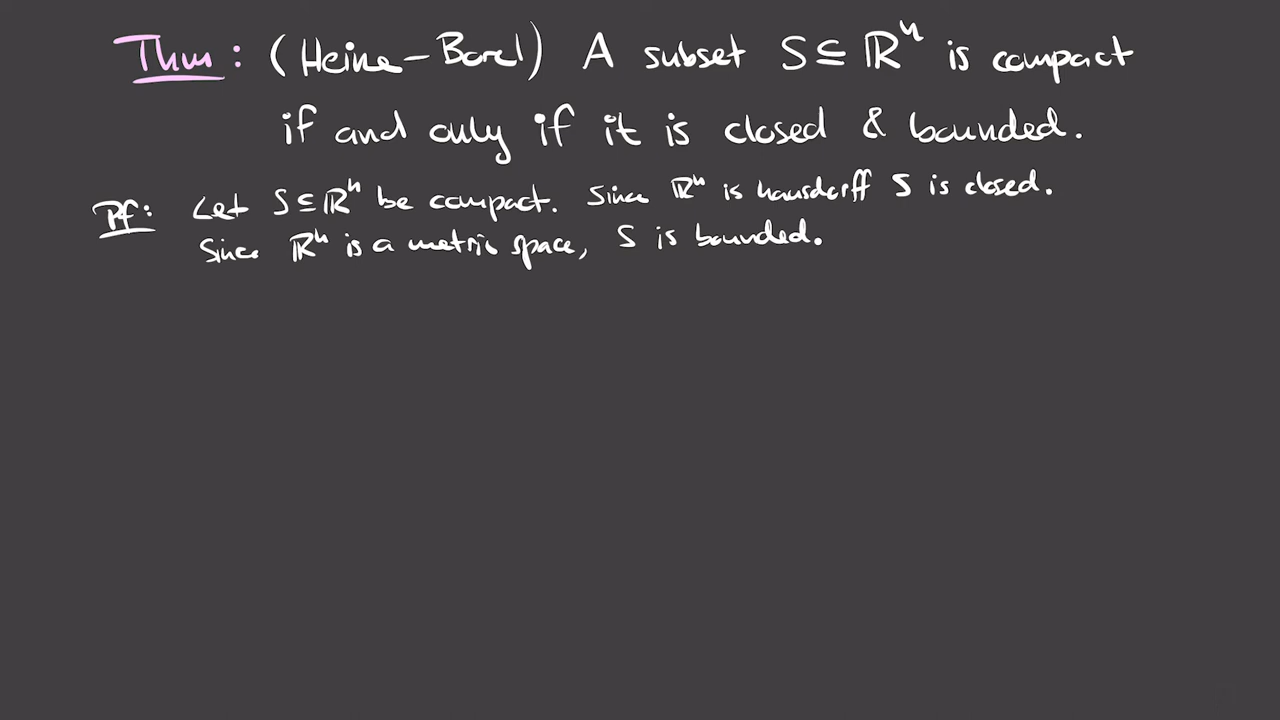 Thm: (Heine-Borel) A subset S ⊆ ℝⁿ is compact
if and only if it is closed & bounded.
Pf: Let S ⊆ ℝⁿ be compact. Since ℝⁿ is hausdorff S is closed.
Since ℝⁿ is a metric space, S is bounded.